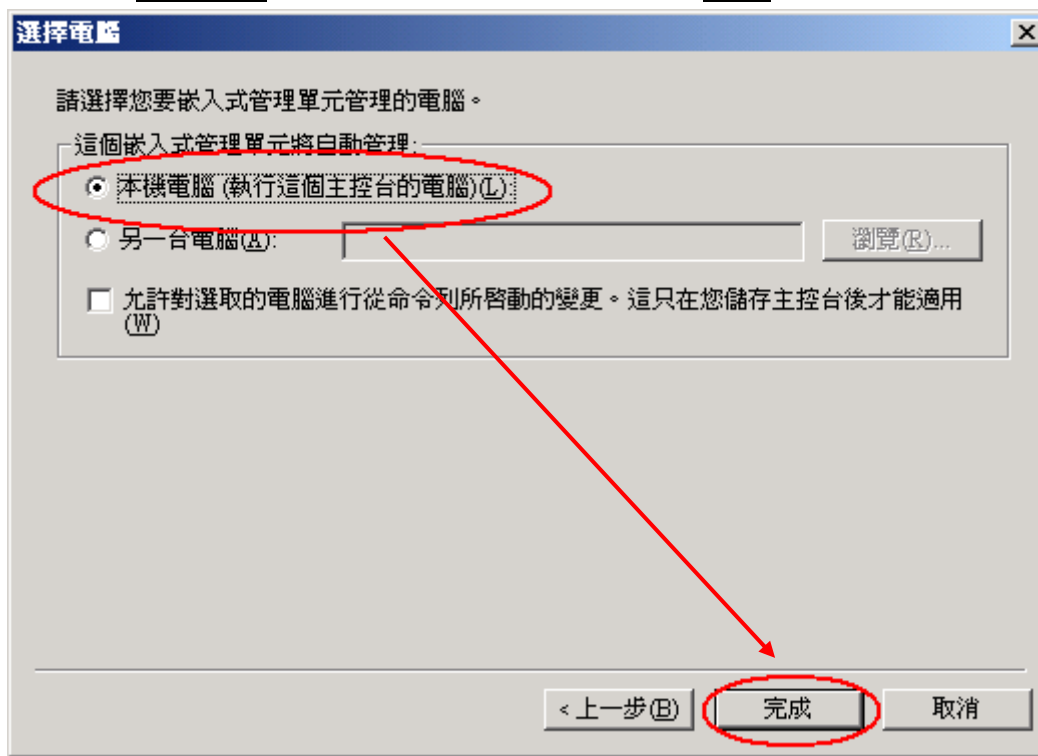 選擇電腦
請選擇您要嵌入式管理單元管理的電腦。
這個嵌入式管理單元將自動管理:
本機電腦 (執行這個主控台的電腦)(L):
另一台電腦(A):
瀏覽(R)...
允許對選取的電腦進行從命令列所啓動的變更。這只在您儲存主控台後才能適用
(W)
<上一步(B)
完成
取消